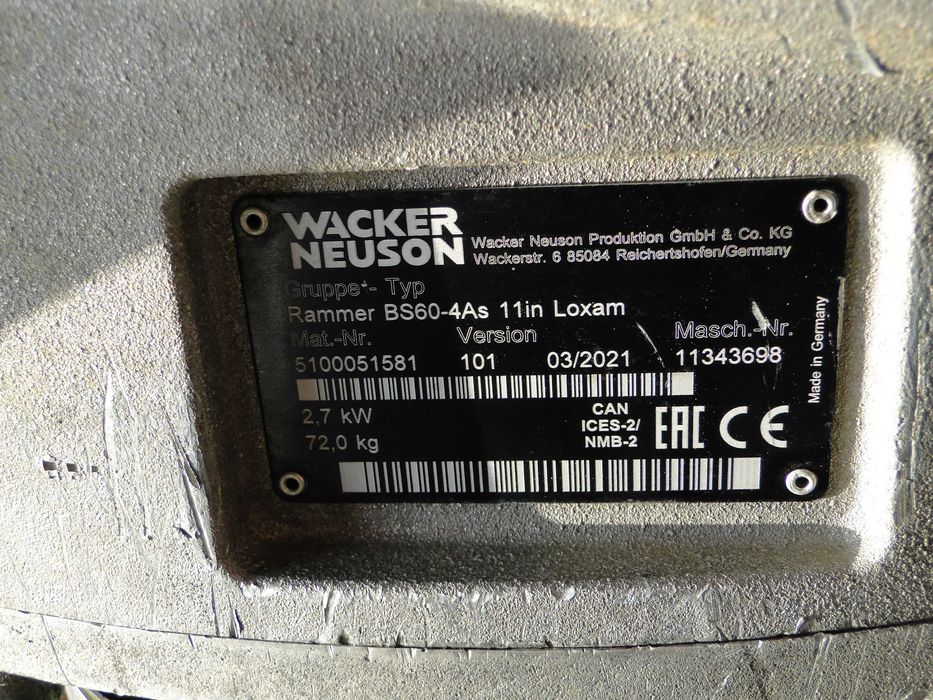 WACKER
NEUSON
Wacker Neuson Produktion GmbH & Co. KG
Wackerstr. 6 85084 Reichertshofen/Germany
Gruppe*- Typ
Rammer BS60-4As 11in Loxam
Mat.-Nr. Version Masch.-Nr.
5100051581 101 03/2021 11343698
2,7 kW
72,0 kg
CAN
ICES-2/
NMB-2
EAC CE
Made in Germany